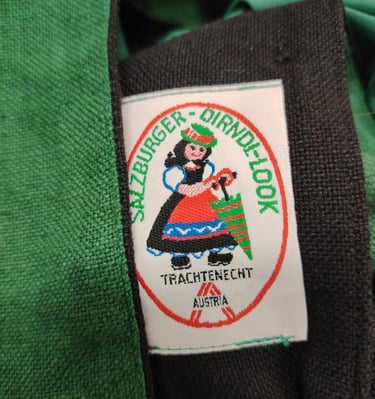 SALZBURGER-DIRNDL-LOOK
TRACHTENECHT
AUSTRIA